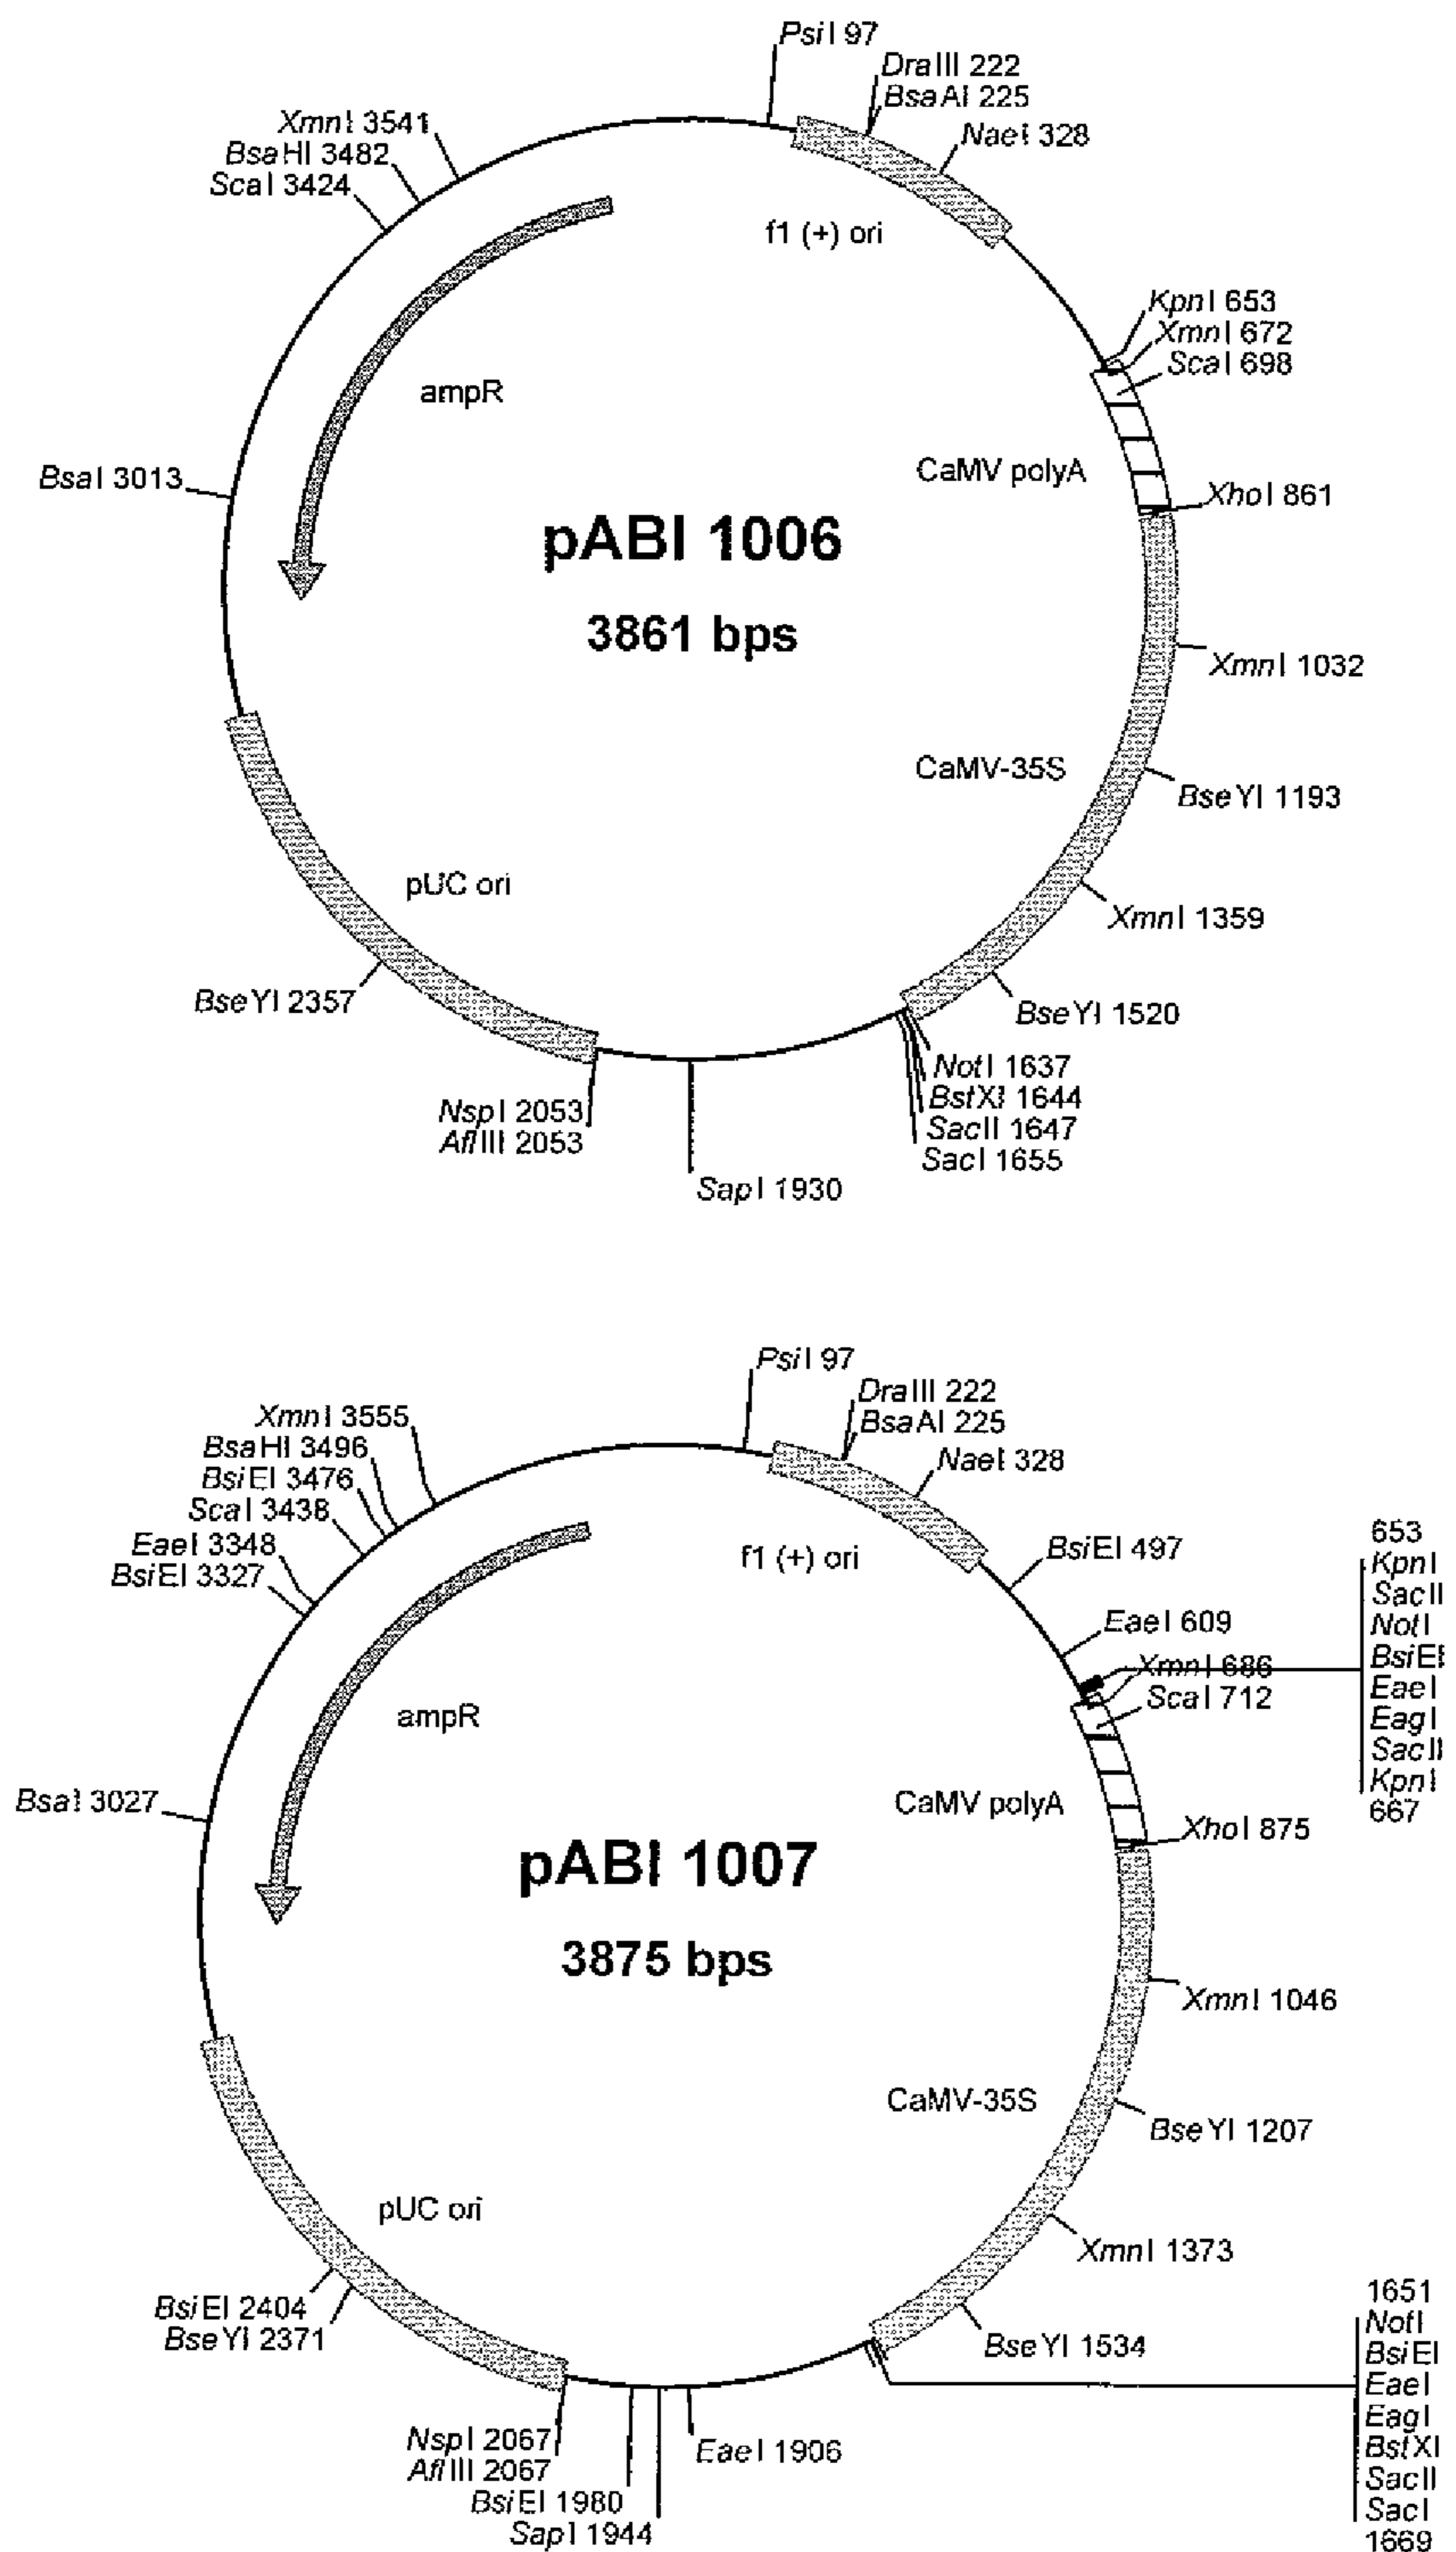 PsiI 97
DraIII 222
BsaAI 225
NaeI 328
XmnI 3541
BsaHI 3482
ScaI 3424
f1 (+) ori
KpnI 653
XmnI 672
ScaI 698
ampR
CaMV polyA
BsaI 3013
XhoI 861
pABI 1006
3861 bps
XmnI 1032
CaMV-35S
BseYI 1193
pUC ori
XmnI 1359
BseYI 2357
BseYI 1520
NotI 1637
BstXI 1644
SacII 1647
SacI 1655
NspI 2053
AflIII 2053
SapI 1930
PsiI 97
DraIII 222
BsaAI 225
NaeI 328
XmnI 3555
BsaHI 3496
BsiEI 3476
ScaI 3438
EaeI 3348
BsiEI 3327
f1 (+) ori
BsiEI 497
EaeI 609
XmnI 686
ScaI 712
653
KpnI
SacII
NotI
BsiEI
EaeI
EagI
SacII
KpnI
667
ampR
CaMV polyA
BsaI 3027
XhoI 875
pABI 1007
3875 bps
XmnI 1046
CaMV-35S
BseYI 1207
pUC ori
XmnI 1373
BsiEI 2404
BseYI 2371
BseYI 1534
1651
NotI
BsiEI
EaeI
EagI
BstXI
SacII
SacI
1669
NspI 2067
AflIII 2067
BsiEI 1980
SapI 1944
EaeI 1906